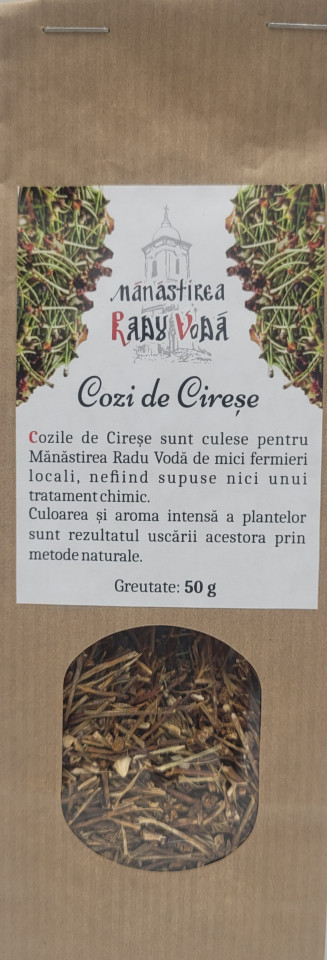 Mănăstirea
Radu Vodă
Cozi de Cireșe
Cozile de Cireșe sunt culese pentru
Mănăstirea Radu Vodă de mici fermieri
locali, nefiind supuse nici unui
tratament chimic.
Culoarea și aroma intensă a plantelor
sunt rezultatul uscării acestora prin
metode naturale.
Greutate: 50 g